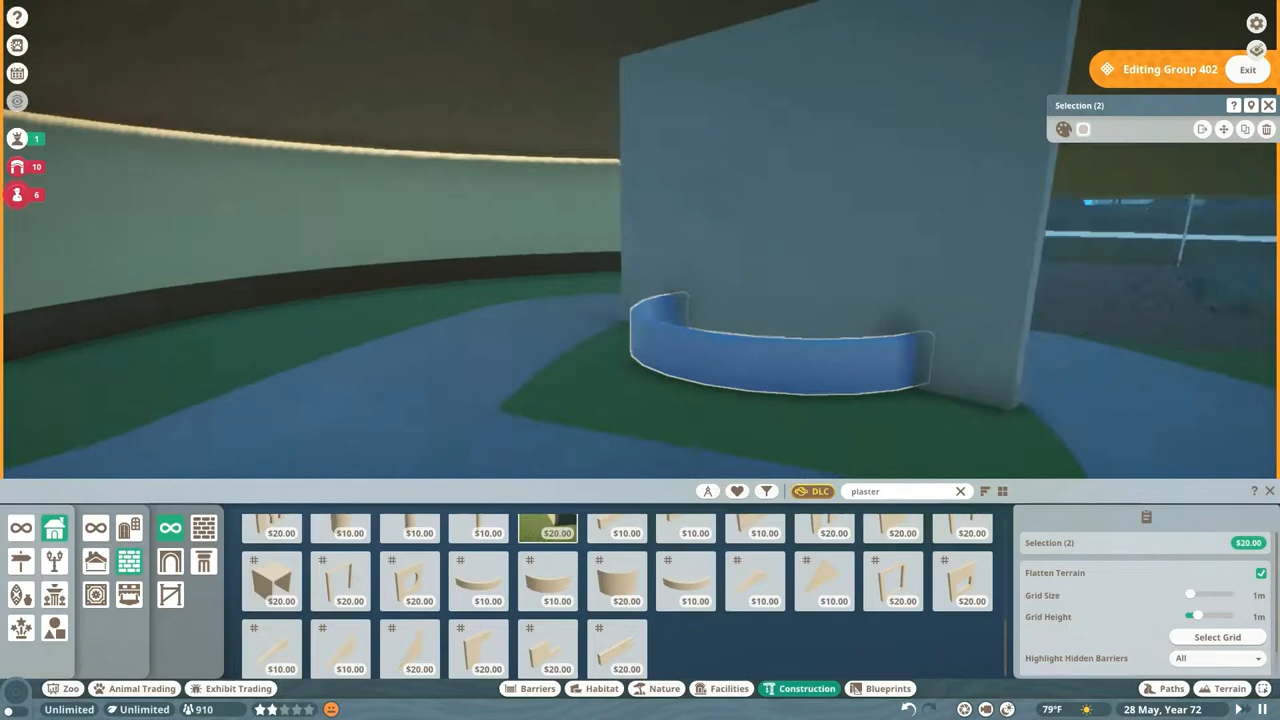 ?
Editing Group 402
Exit
Selection (2)
?
1
10
6
DLC
plaster
?
$20.00
$10.00
$10.00
$10.00
$20.00
$10.00
$10.00
$10.00
$20.00
$20.00
$20.00
$20.00
$20.00
$20.00
$10.00
$10.00
$20.00
$10.00
$10.00
$10.00
$20.00
$20.00
$10.00
$10.00
$20.00
$20.00
$20.00
$20.00
Selection (2)
$20.00
Flatten Terrain
Grid Size
1m
Grid Height
1m
Select Grid
Highlight Hidden Barriers
All
Zoo
Animal Trading
Exhibit Trading
Barriers
Habitat
Nature
Facilities
Construction
Blueprints
Paths
Terrain
Unlimited
Unlimited
910
79°F
28 May, Year 72